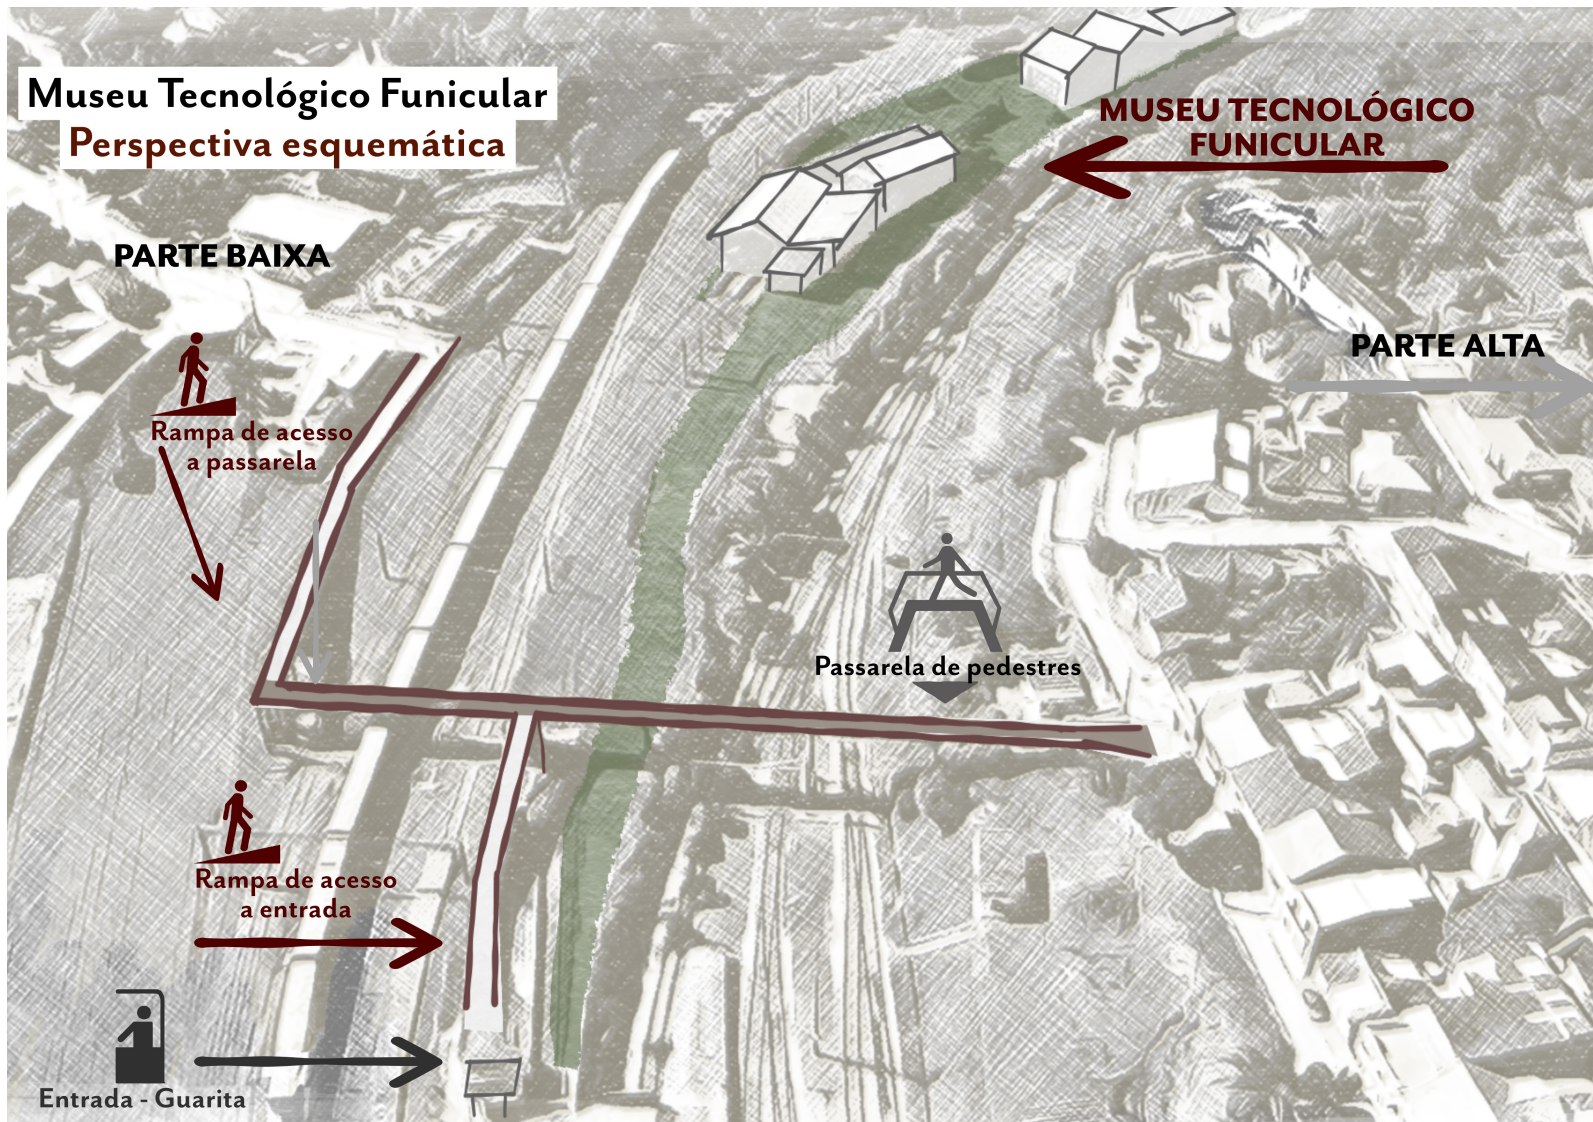 Museu Tecnológico Funicular
Perspectiva esquemática
MUSEU TECNOLÓGICO
FUNICULAR
PARTE BAIXA
PARTE ALTA
Rampa de acesso
a passarela
Passarela de pedestres
Rampa de acesso
a entrada
Entrada - Guarita